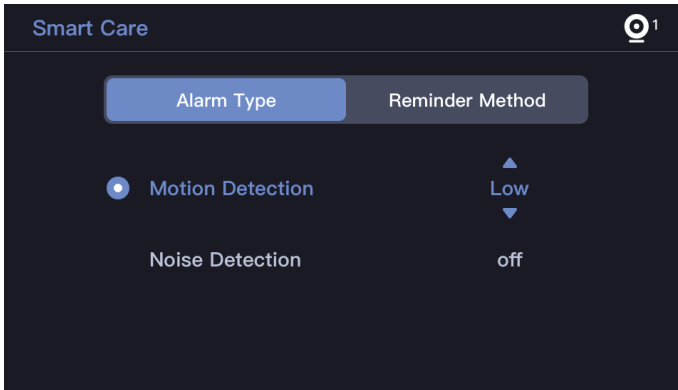 Smart Care
1
Alarm Type Reminder Method
Motion Detection Low
Noise Detection off